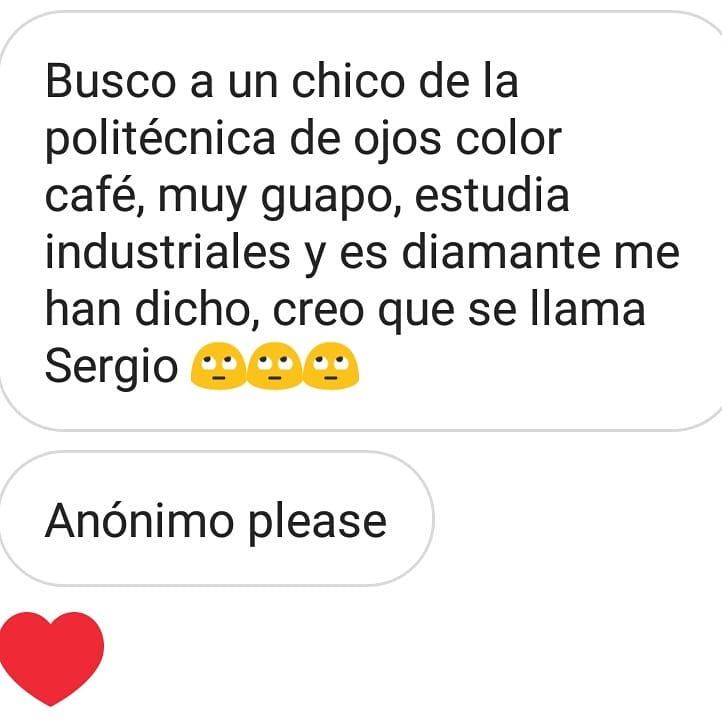 Busco a un chico de la
politécnica de ojos color
café, muy guapo, estudia
industriales y es diamante me
han dicho, creo que se llama
Sergio 🙄🙄🙄
Anónimo please